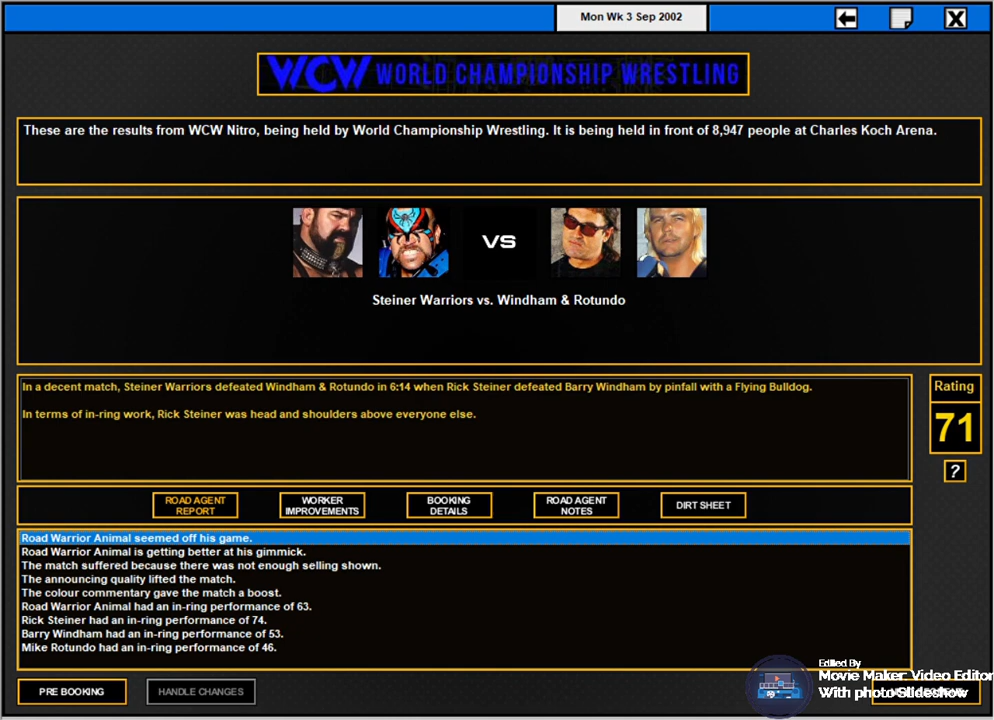 Mon Wk 3 Sep 2002
WCW WORLD CHAMPIONSHIP WRESTLING
These are the results from WCW Nitro, being held by World Championship Wrestling. It is being held in front of 8,947 people at Charles Koch Arena.
VS
Steiner Warriors vs. Windham & Rotundo
In a decent match, Steiner Warriors defeated Windham & Rotundo in 6:14 when Rick Steiner defeated Barry Windham by pinfall with a Flying Bulldog.
In terms of in-ring work, Rick Steiner was head and shoulders above everyone else.
Rating
71
?
ROAD AGENT
REPORT
WORKER
IMPROVEMENTS
BOOKING
DETAILS
ROAD AGENT
NOTES
DIRT SHEET
Road Warrior Animal seemed off his game.
Road Warrior Animal is getting better at his gimmick.
The match suffered because there was not enough selling shown.
The announcing quality lifted the match.
The colour commentary gave the match a boost.
Road Warrior Animal had an in-ring performance of 63.
Rick Steiner had an in-ring performance of 74.
Barry Windham had an in-ring performance of 53.
Mike Rotundo had an in-ring performance of 46.
PRE BOOKING
HANDLE CHANGES
Edited By
Movie Maker: Video Editor
With photo Slideshow